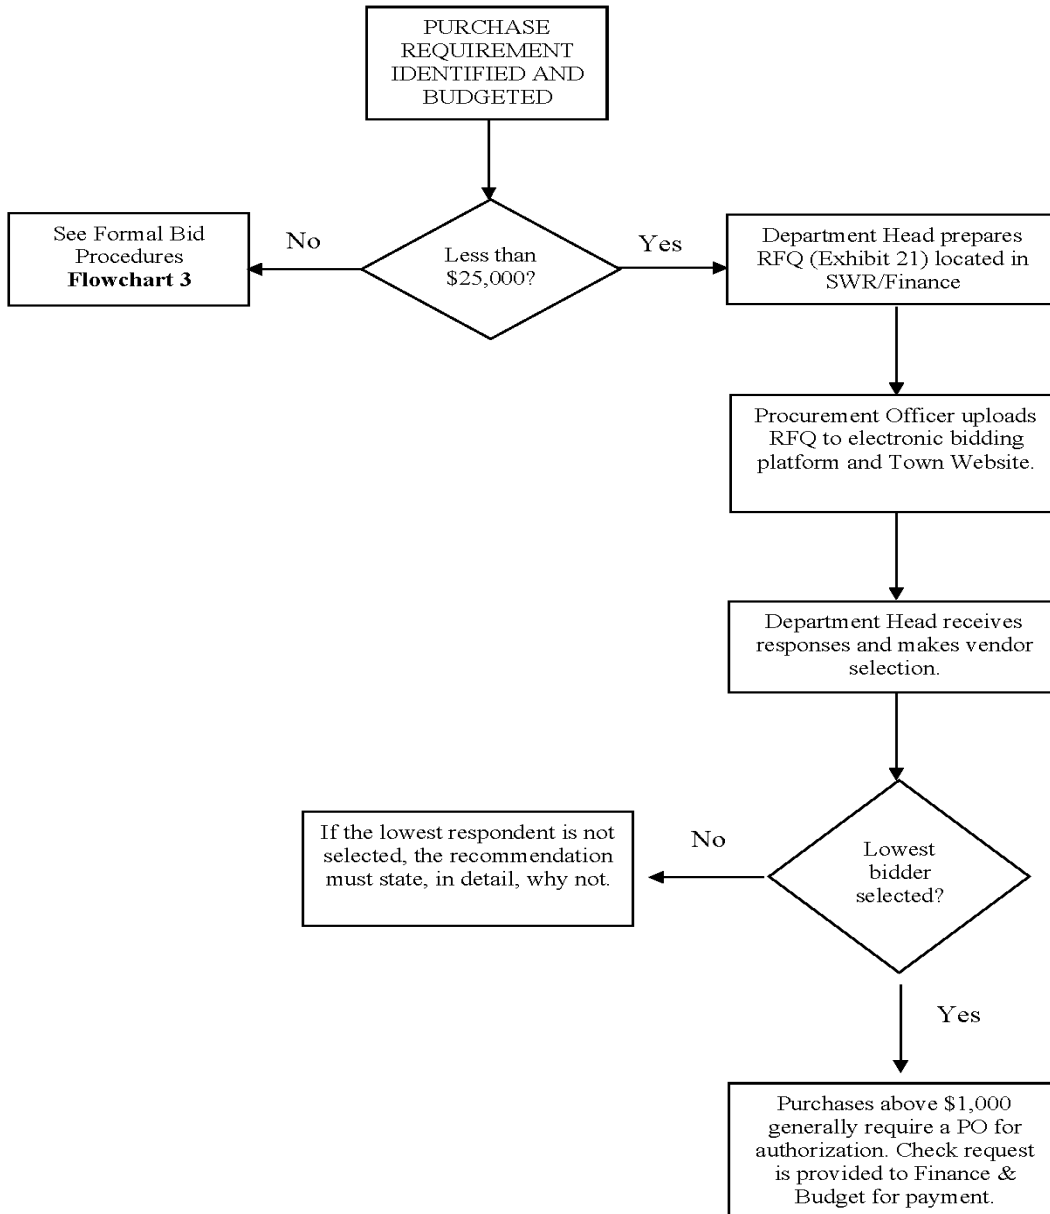 PURCHASE
REQUIREMENT
IDENTIFIED AND
BUDGETED
See Formal Bid
Procedures
Flowchart 3
No
Less than
$25,000?
Yes
Department Head prepares
RFQ (Exhibit 21) located in
SWR/Finance
Procurement Officer uploads
RFQ to electronic bidding
platform and Town Website.
Department Head receives
responses and makes vendor
selection.
If the lowest respondent is not
selected, the recommendation
must state, in detail, why not.
No
Lowest
bidder
selected?
Yes
Purchases above $1,000
generally require a PO for
authorization. Check request
is provided to Finance &
Budget for payment.